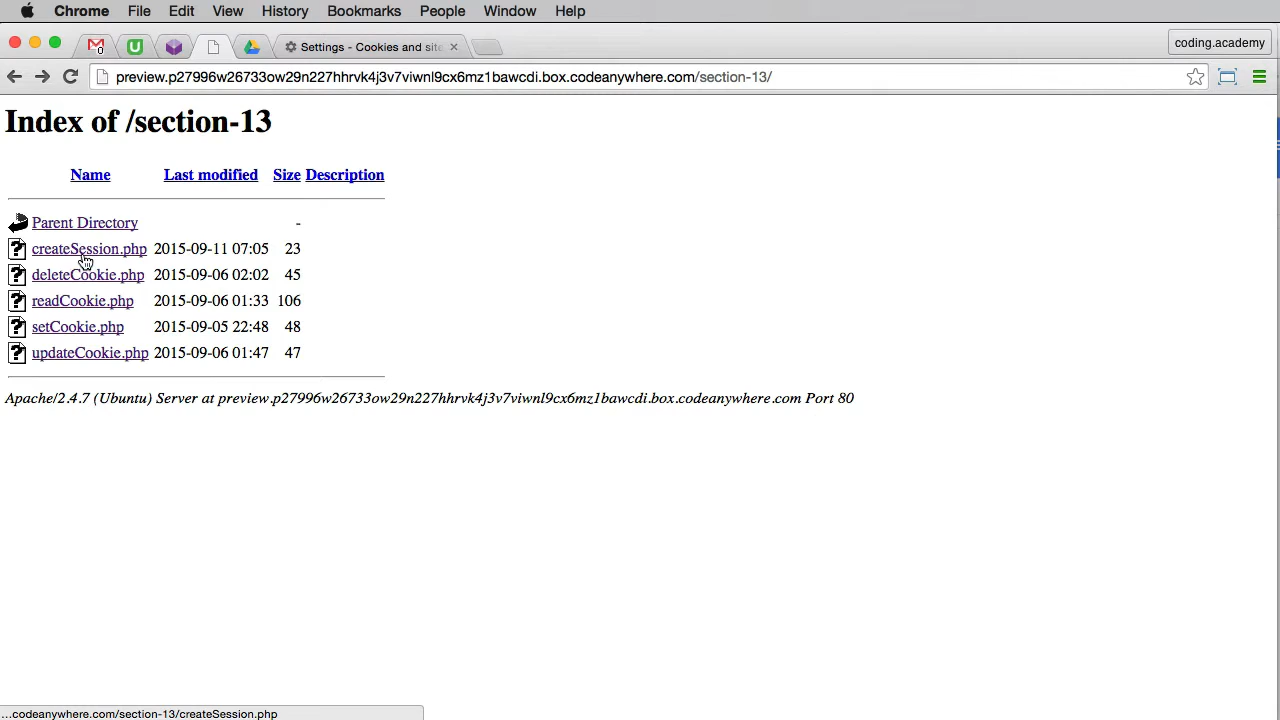 Chrome File Edit View History Bookmarks People Window Help
0 U Settings - Cookies and site coding.academy
preview.p27996w26733ow29n227hhrvk4j3v7viwnl9cx6mz1bawcdi.box.codeanywhere.com/section-13/
Index of /section-13
Name Last modified Size Description
Parent Directory -
? createSession.php 2015-09-11 07:05 23
? deleteCookie.php 2015-09-06 02:02 45
? readCookie.php 2015-09-06 01:33 106
? setCookie.php 2015-09-05 22:48 48
? updateCookie.php 2015-09-06 01:47 47
Apache/2.4.7 (Ubuntu) Server at preview.p27996w26733ow29n227hhrvk4j3v7viwnl9cx6mz1bawcdi.box.codeanywhere.com Port 80
...codeanywhere.com/section-13/createSession.php